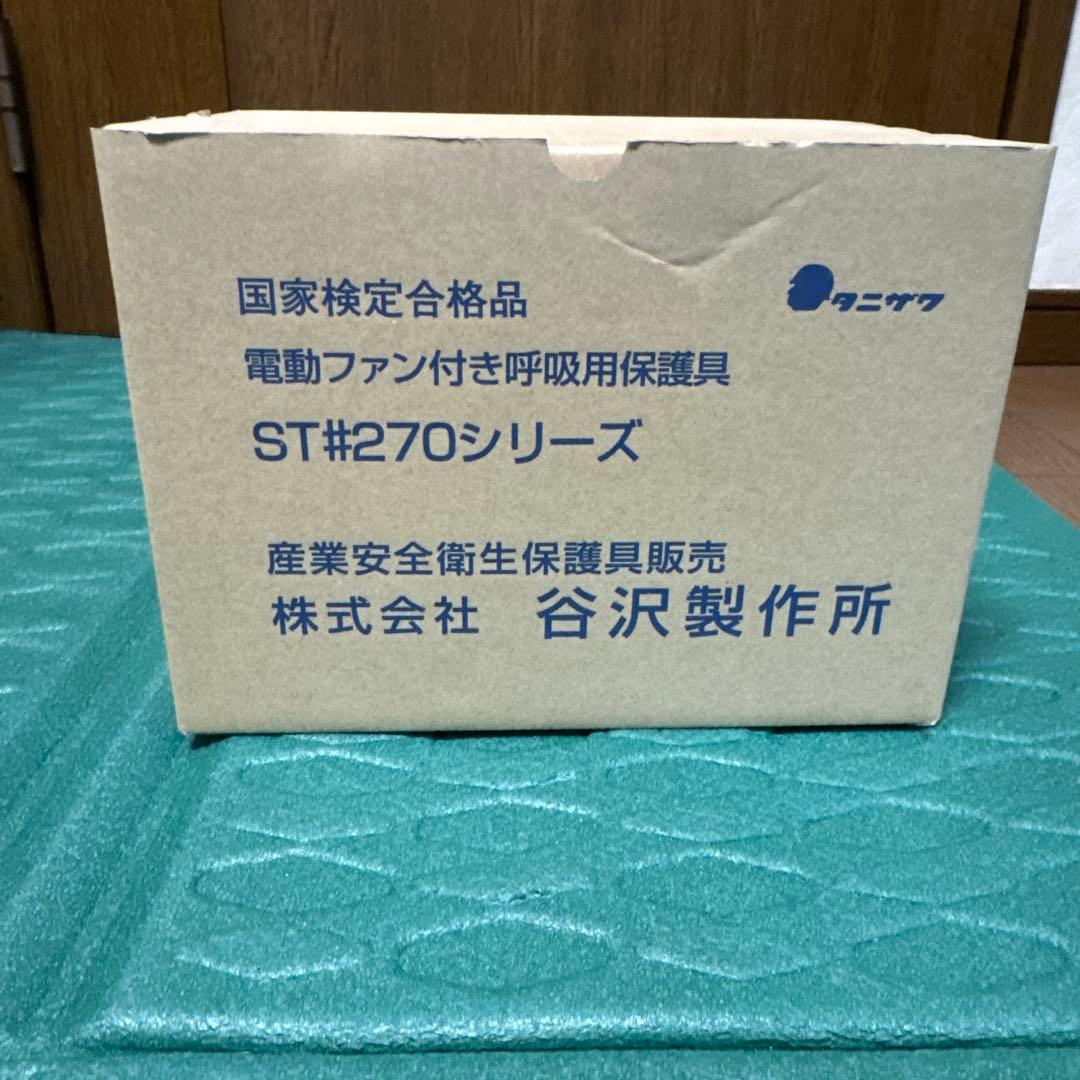 国家検定合格品
タニザワ
電動ファン付き呼吸用保護具
ST#270シリーズ
産業安全衛生保護具販売
株式会社 谷沢製作所